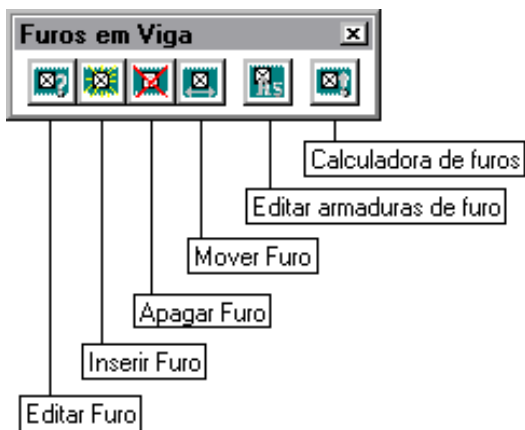 Furos em Viga
Calculadora de furos
Editar armaduras de furo
Mover Furo
Apagar Furo
Inserir Furo
Editar Furo